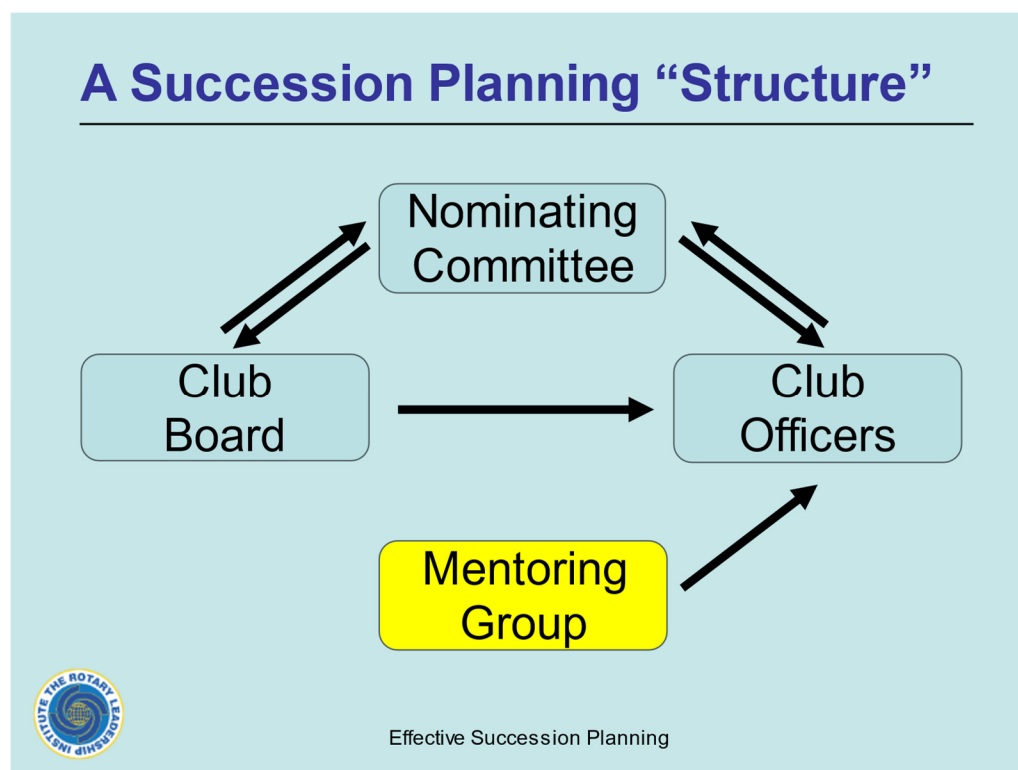 A Succession Planning “Structure”
Nominating
Committee
Club
Board
Club
Officers
Mentoring
Group
THE ROTARY LEADERSHIP INSTITUTE
Effective Succession Planning